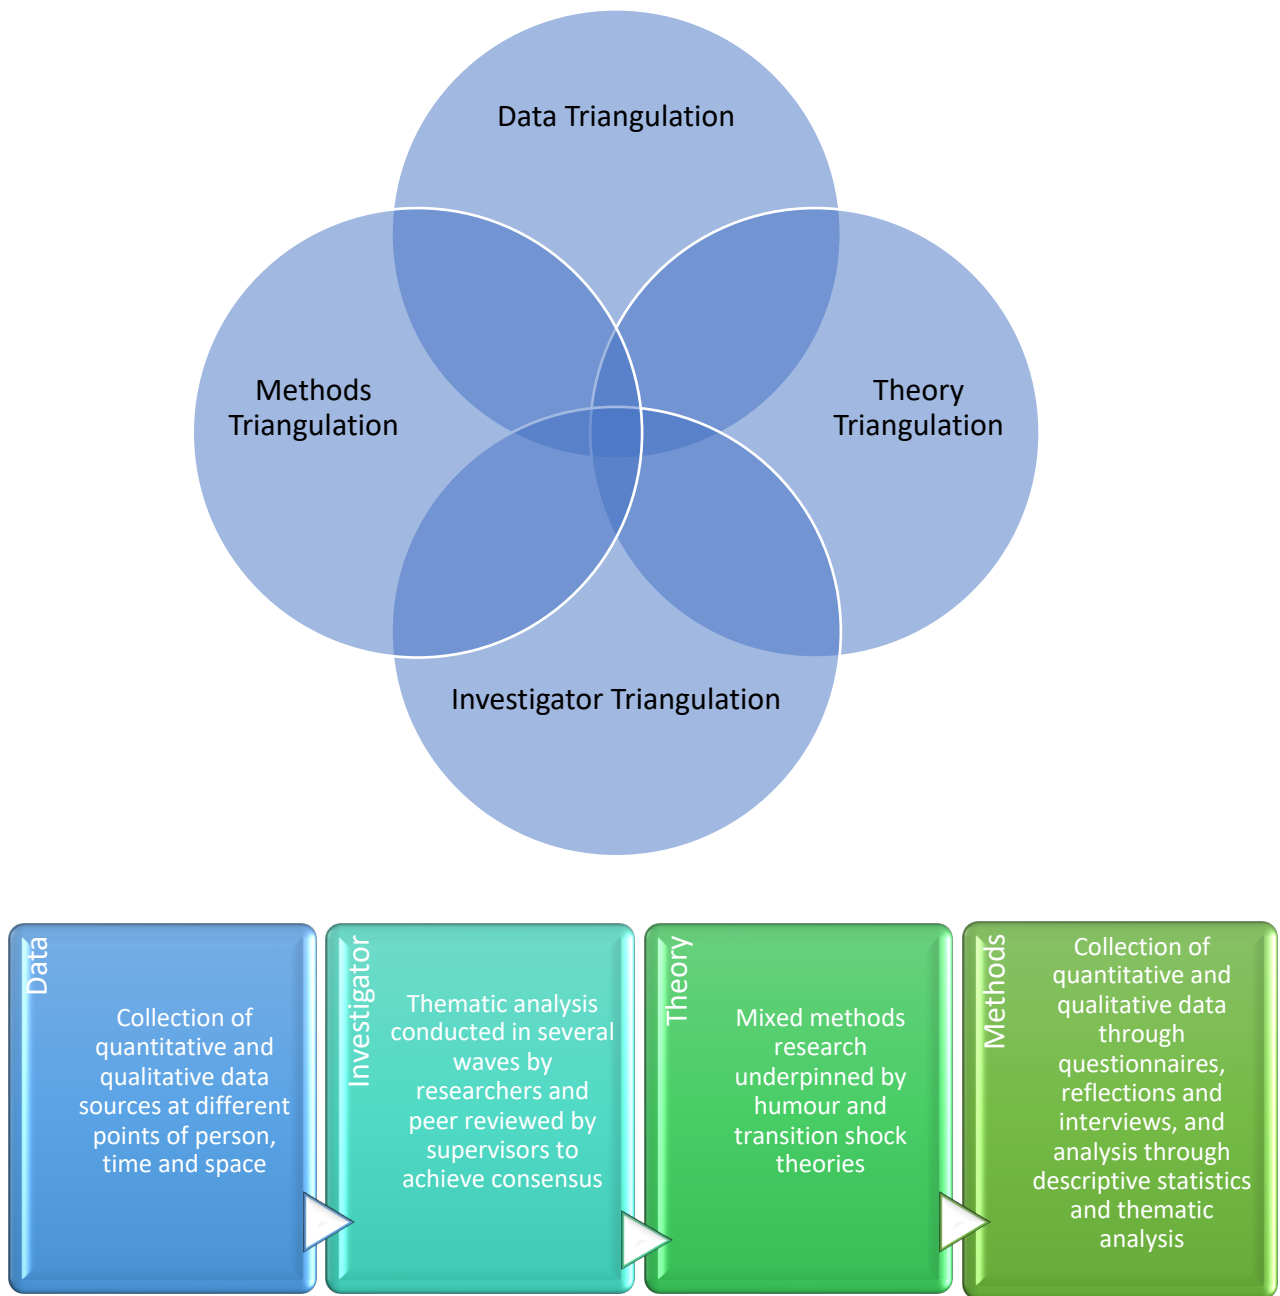 Data Triangulation
Methods
Triangulation
Theory
Triangulation
Investigator Triangulation
Data
Collection of
quantitative and
qualitative data
sources at different
points of person,
time and space
Investigator
Thematic analysis
conducted in several
waves by
researchers and
peer reviewed by
supervisors to
achieve consensus
Theory
Mixed methods
research
underpinned by
humour and
transition shock
theories
Methods
Collection of
quantitative and
qualitative data
through
questionnaires,
reflections and
interviews, and
analysis through
descriptive statistics
and thematic
analysis